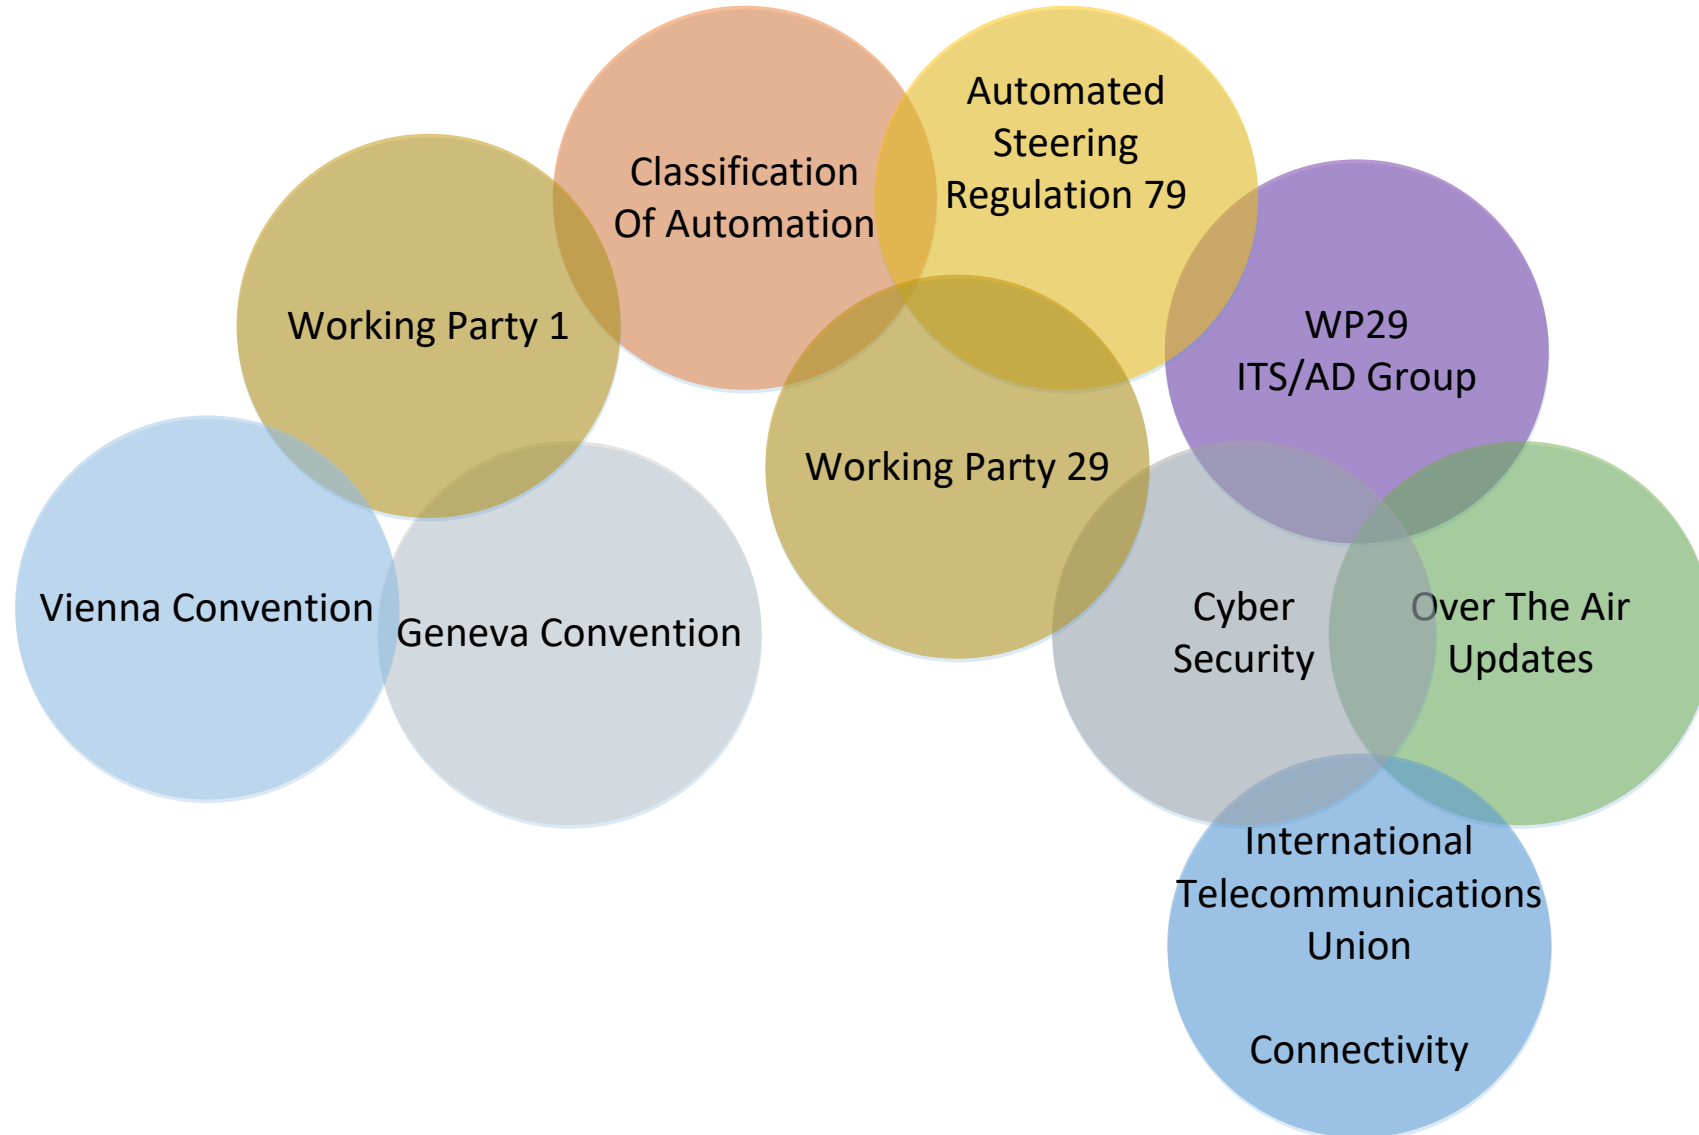 Automated
Steering
Regulation 79
Classification
Of Automation
Working Party 1
WP29
ITS/AD Group
Working Party 29
Vienna Convention
Geneva Convention
Cyber
Security
Over The Air
Updates
International
Telecommunications
Union
Connectivity